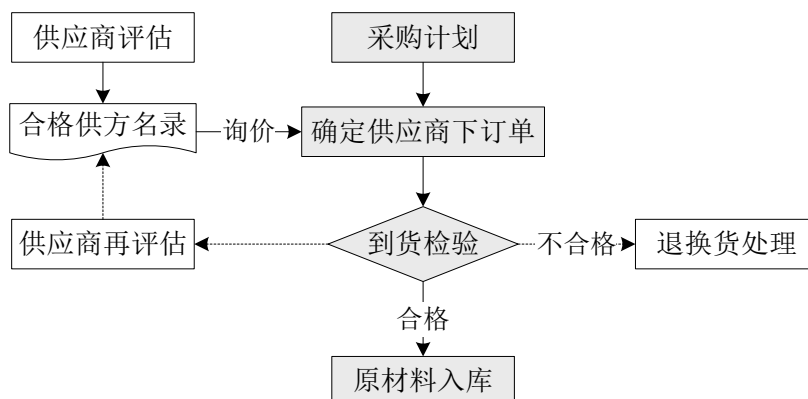 供应商评估
采购计划
合格供方名录
询价
确定供应商下订单
供应商再评估
到货检验
不合格
退换货处理
合格
原材料入库